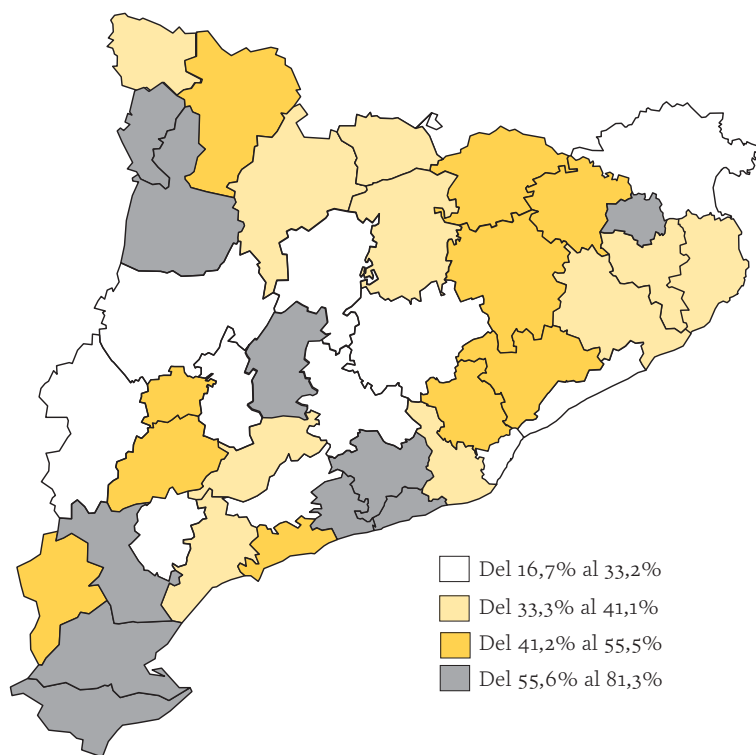 Del 16,7% al 33,2%
Del 33,3% al 41,1%
Del 41,2% al 55,5%
Del 55,6% al 81,3%